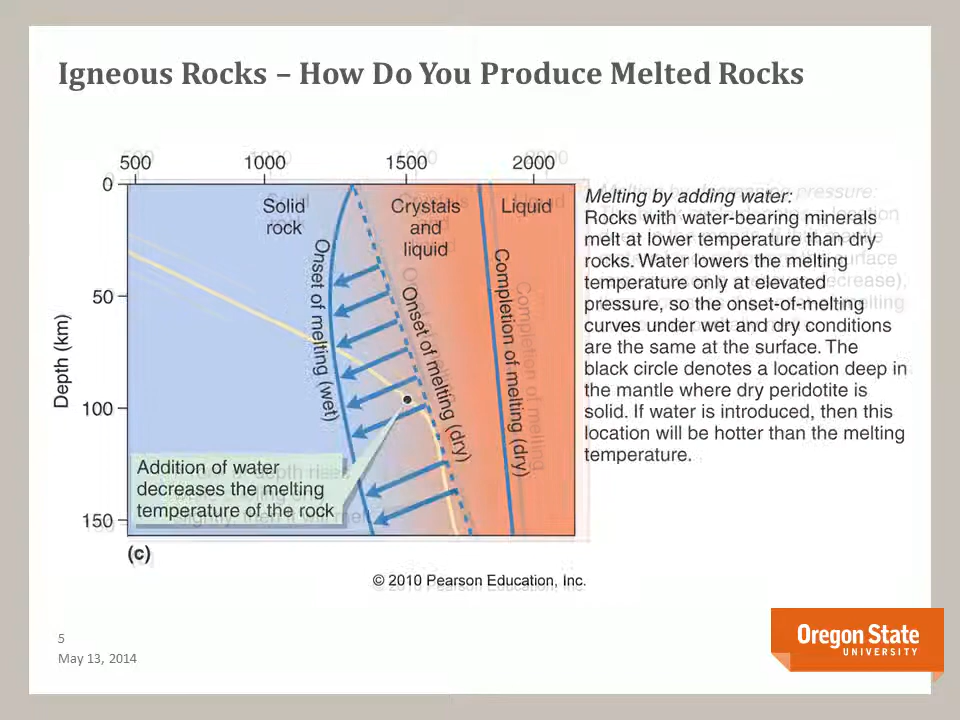 Igneous Rocks – How Do You Produce Melted Rocks
500 1000 1500 2000
0
50
100
150
Depth (km)
Solid
rock
Crystals
and
liquid
Liquid
Onset of melting (wet)
Onset of melting (dry)
Completion of melting (dry)
Addition of water
decreases the melting
temperature of the rock
(c)
Melting by adding water:
Rocks with water-bearing minerals
melt at lower temperature than dry
rocks. Water lowers the melting
temperature only at elevated
pressure, so the onset-of-melting
curves under wet and dry conditions
are the same at the surface. The
black circle denotes a location deep in
the mantle where dry peridotite is
solid. If water is introduced, then this
location will be hotter than the melting
temperature.
© 2010 Pearson Education, Inc.
5
May 13, 2014
Oregon State
UNIVERSITY